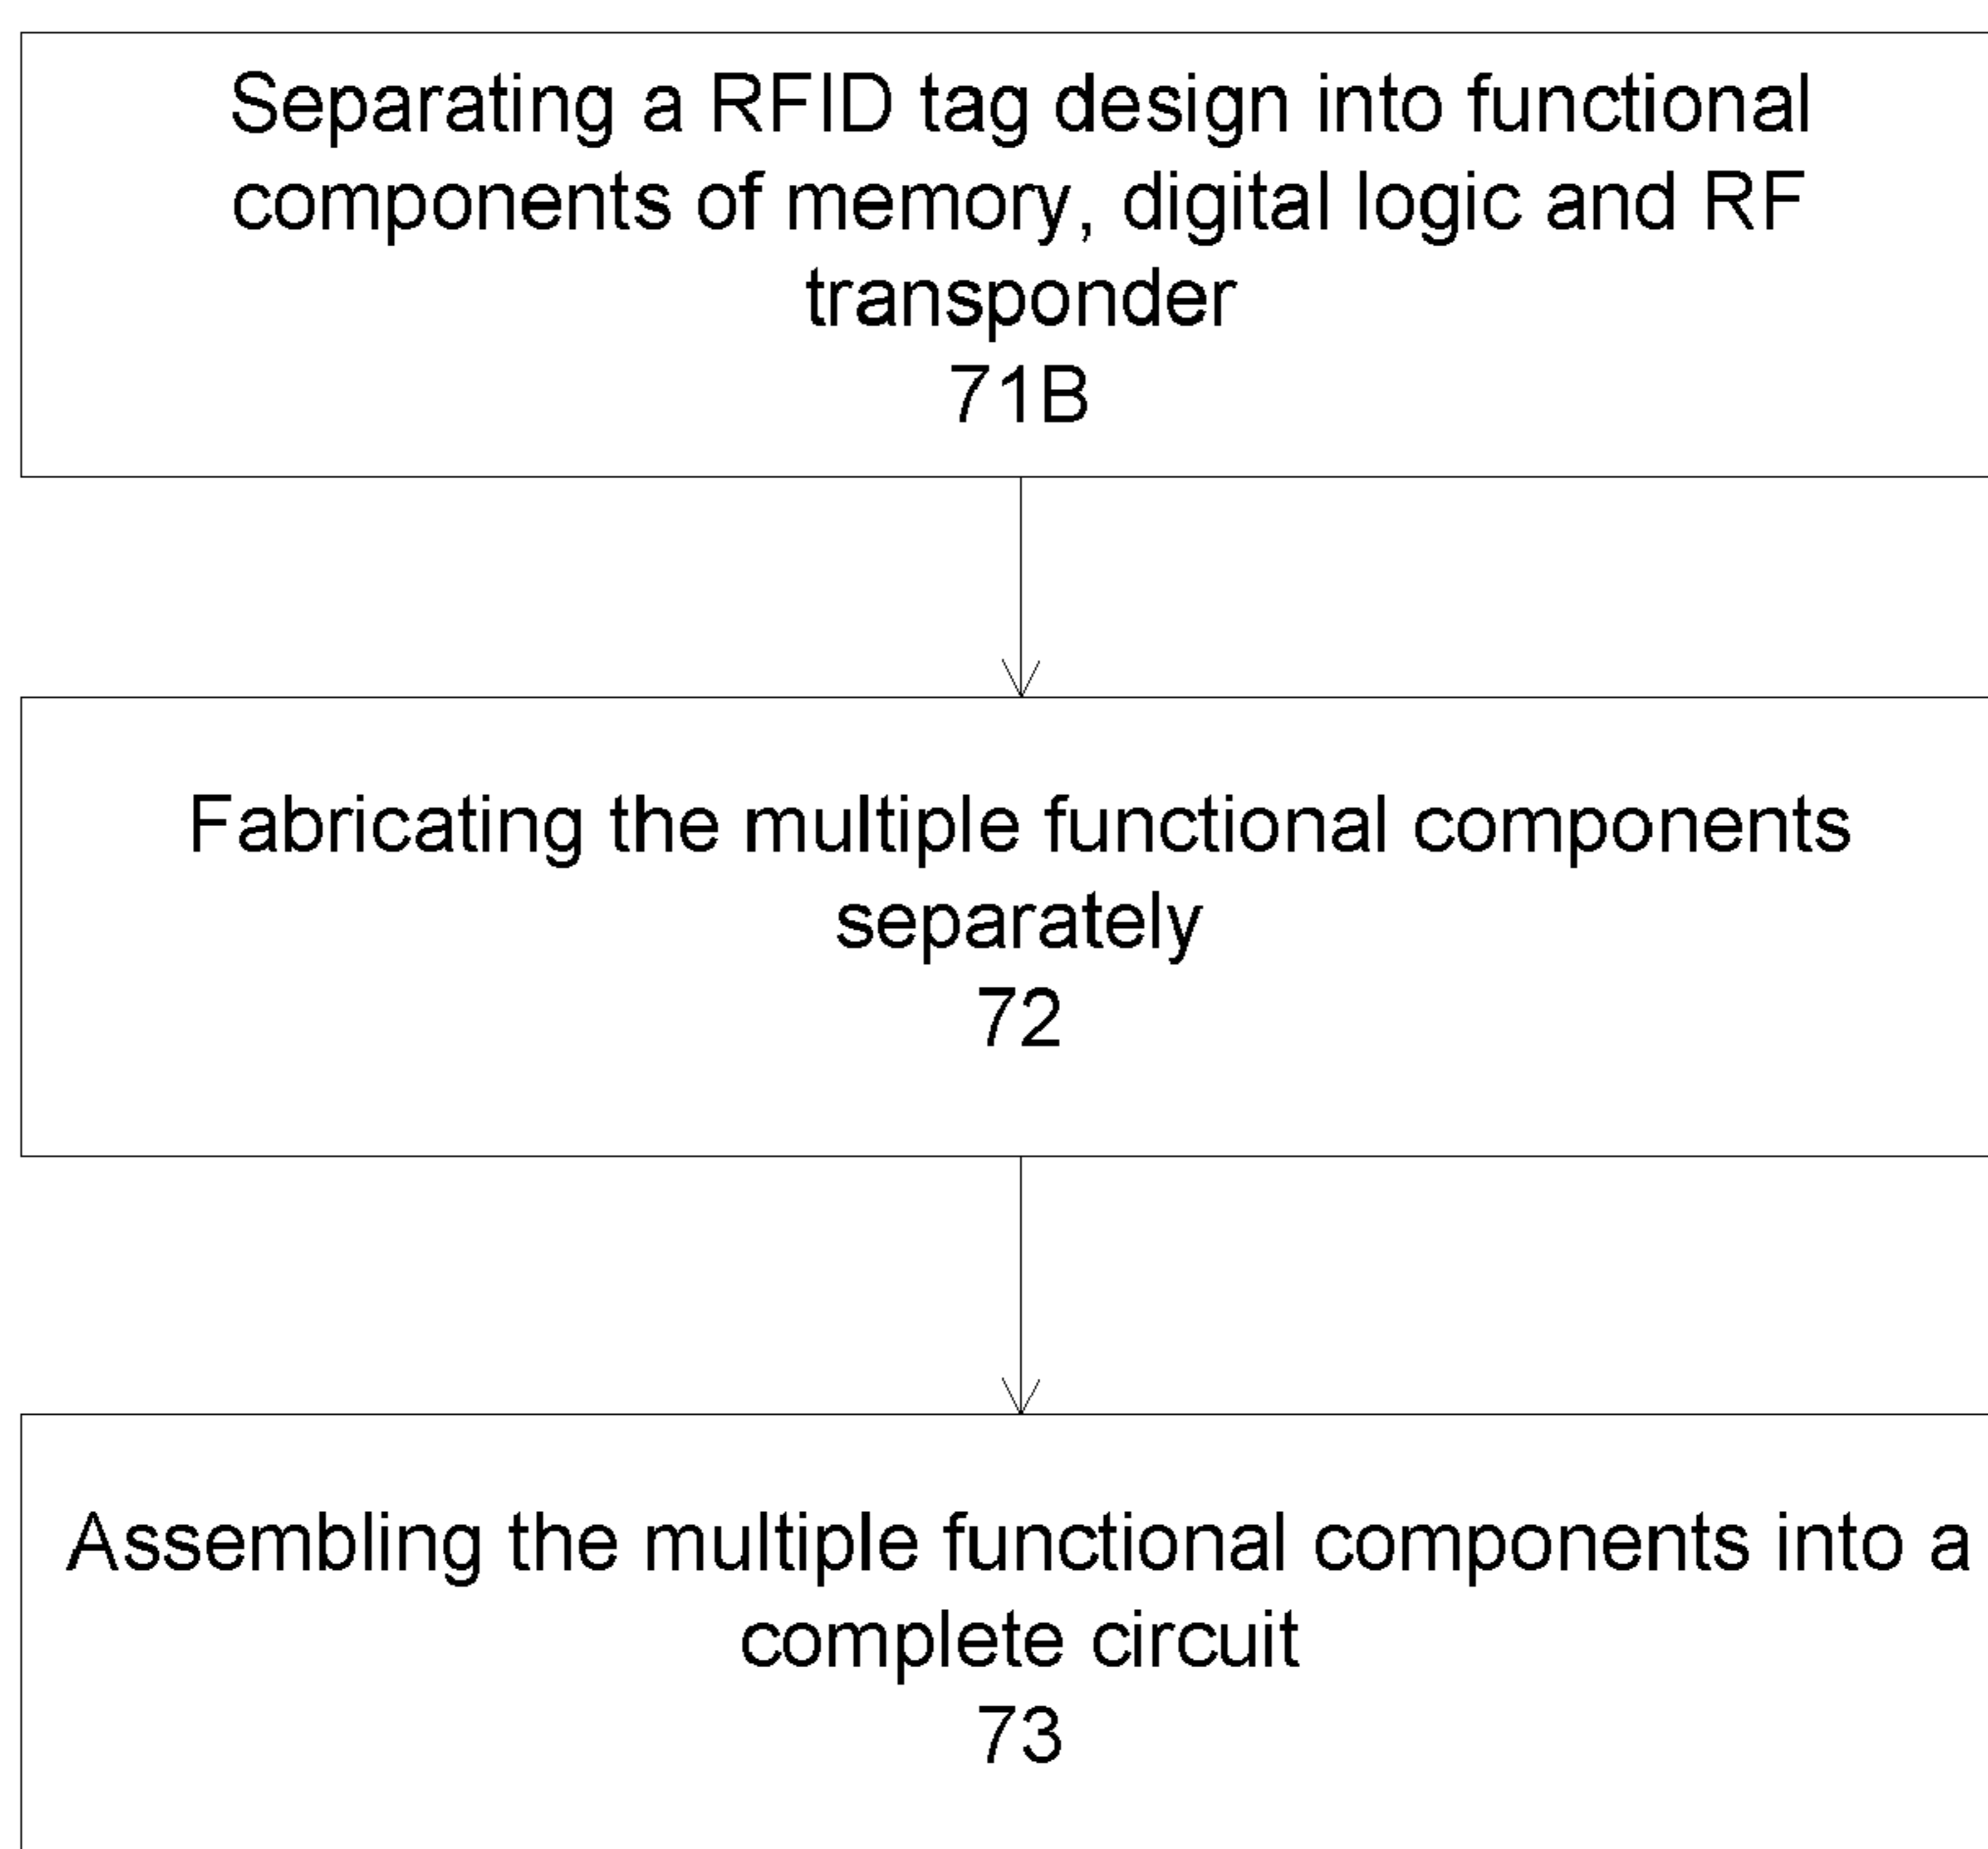 Separating a RFID tag design into functional
components of memory, digital logic and RF
transponder
71B
Fabricating the multiple functional components
separately
72
Assembling the multiple functional components into a
complete circuit
73